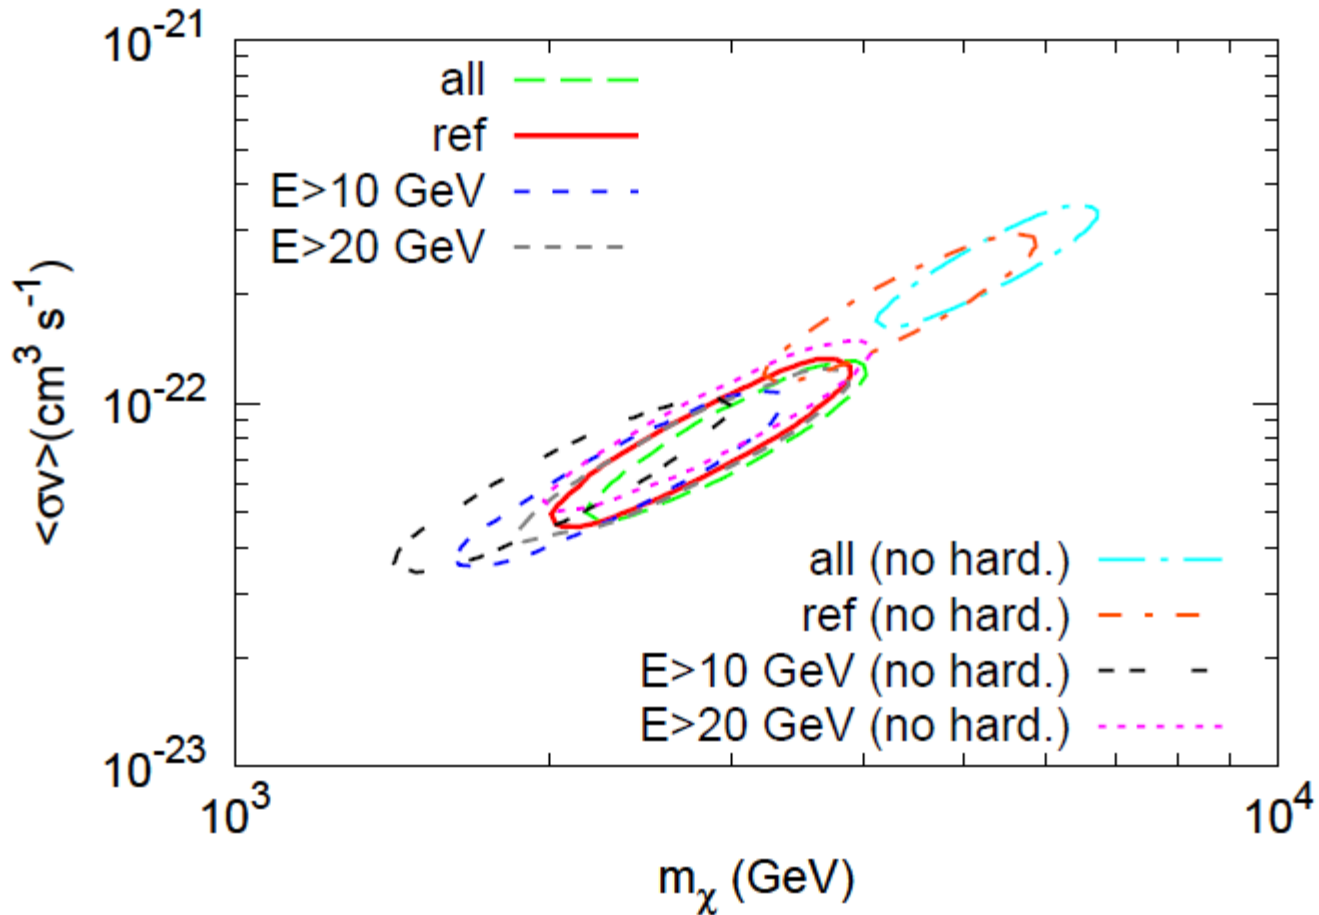 10^-21
all
ref
E>10 GeV
E>20 GeV
<σv>(cm^3 s^-1)
10^-22
all (no hard.)
ref (no hard.)
E>10 GeV (no hard.)
E>20 GeV (no hard.)
10^-23
10^3
10^4
m_χ (GeV)